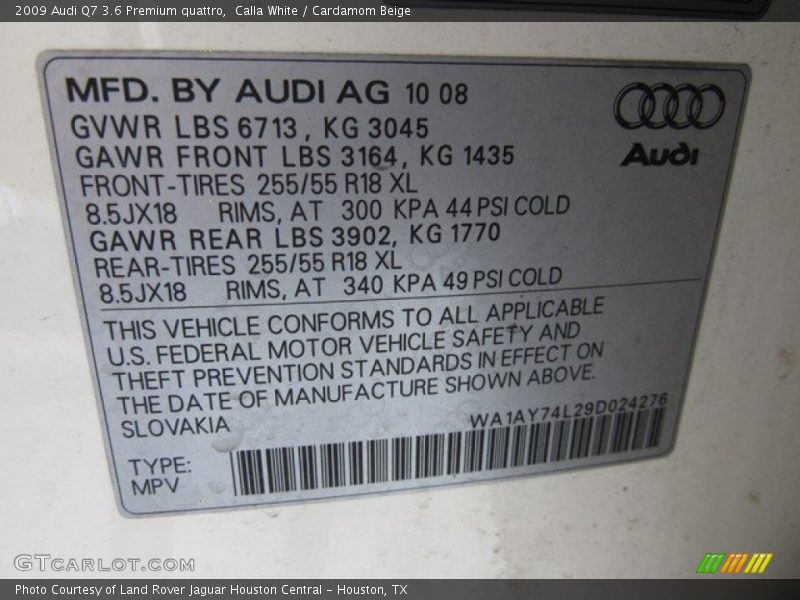 2009 Audi Q7 3.6 Premium quattro,  Calla White / Cardamom Beige
MFD. BY AUDI AG 10 08
GVWR LBS 6713 , KG 3045
GAWR FRONT LBS 3164, KG 1435
FRONT-TIRES 255/55 R18 XL
8.5JX18 RIMS, AT 300 KPA 44 PSI COLD
GAWR REAR LBS 3902, KG 1770
REAR-TIRES 255/55 R18 XL
8.5JX18 RIMS, AT 340 KPA 49 PSI COLD
Audi
THIS VEHICLE CONFORMS TO ALL APPLICABLE
U.S. FEDERAL MOTOR VEHICLE SAFETY AND
THEFT PREVENTION STANDARDS IN EFFECT ON
THE DATE OF MANUFACTURE SHOWN ABOVE.
SLOVAKIA
WA1AY74L29D024276
TYPE:
MPV
GTCARLOT.COM
Photo Courtesy of Land Rover Jaguar Houston Central - Houston, TX